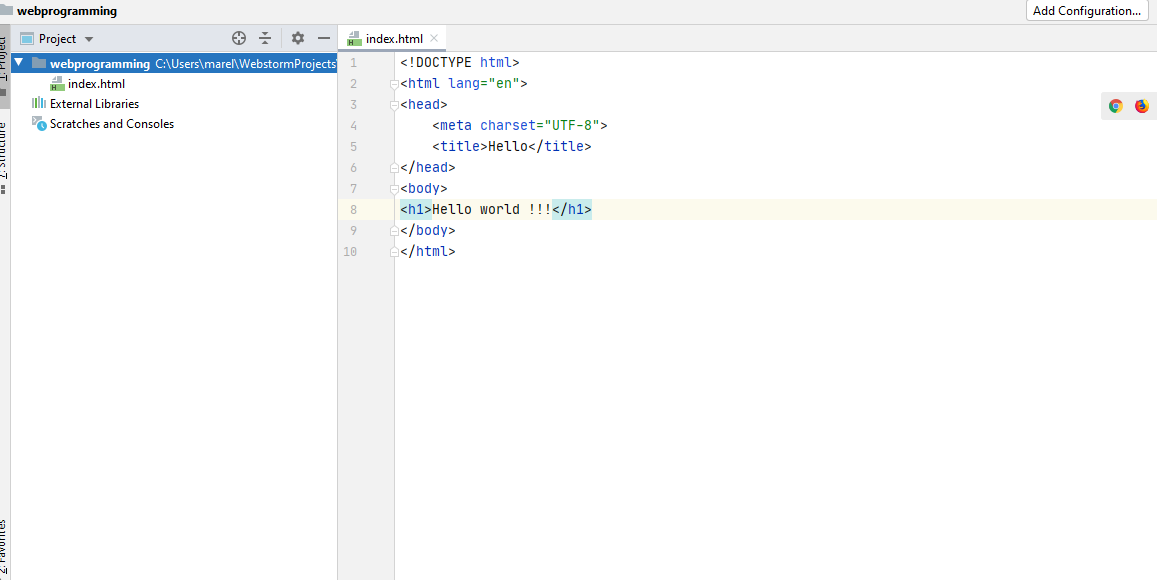 webprogramming
Add Configuration...
1: Project
Project
index.html
webprogramming C:\Users\marel\WebstormProjects\
index.html
External Libraries
Scratches and Consoles
7: Structure
2: Favorites
1 <!DOCTYPE html>
2 <html lang="en">
3 <head>
4 <meta charset="UTF-8">
5 <title>Hello</title>
6 </head>
7 <body>
8 <h1>Hello world !!!</h1>
9 </body>
10 </html>